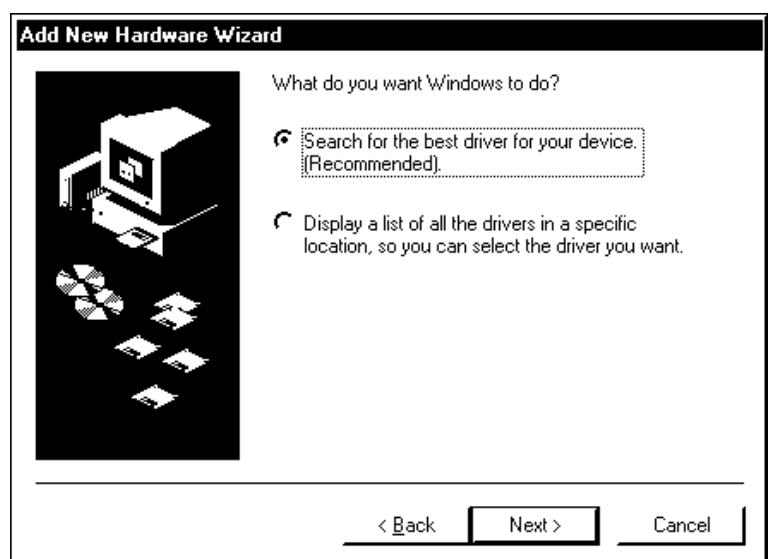 Add New Hardware Wizard
What do you want Windows to do?
Search for the best driver for your device.
(Recommended).
Display a list of all the drivers in a specific
location, so you can select the driver you want.
< Back
Next >
Cancel